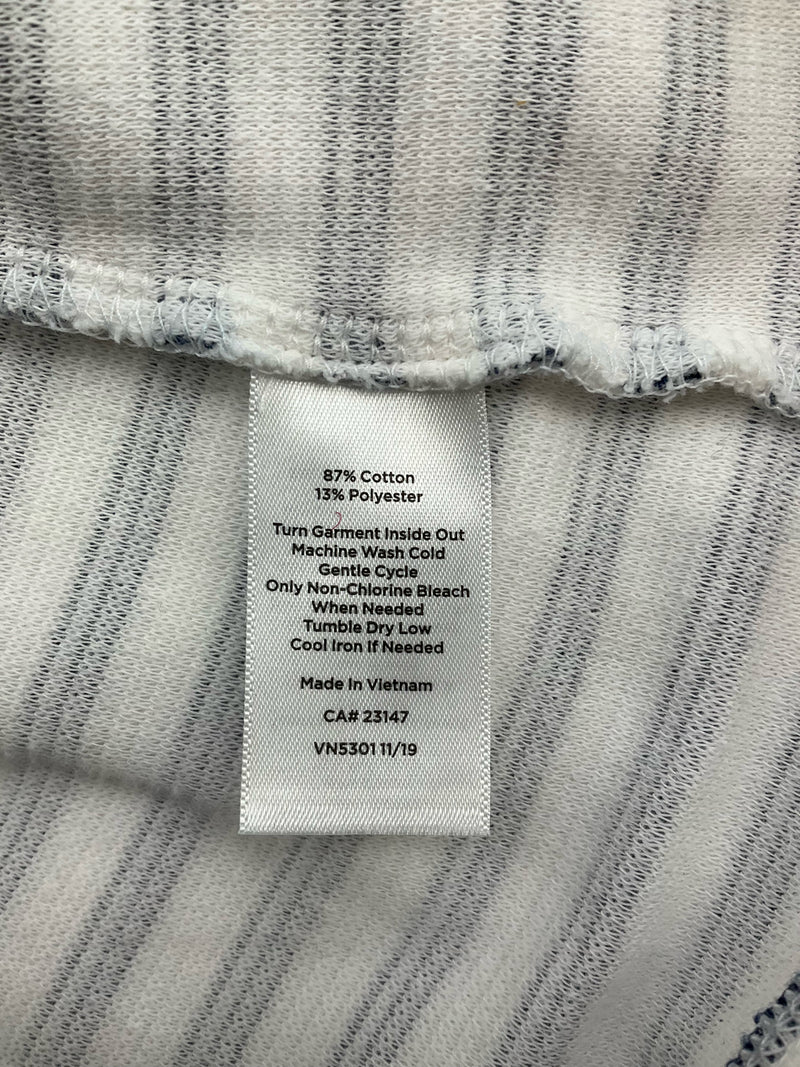 87% Cotton
13% Polyester
Turn Garment Inside Out
Machine Wash Cold
Gentle Cycle
Only Non-Chlorine Bleach
When Needed
Tumble Dry Low
Cool Iron If Needed
Made In Vietnam
CA# 23147
VN5301 11/19